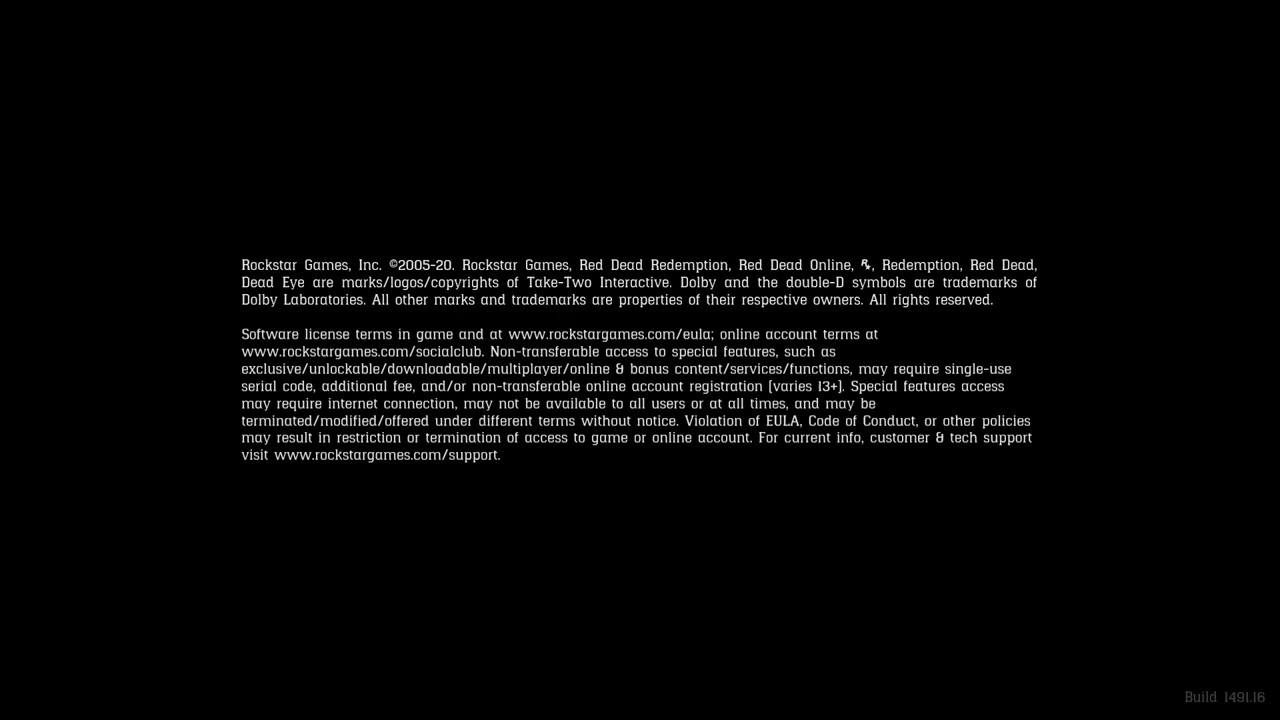 Rockstar Games, Inc. ©2005-20. Rockstar Games, Red Dead Redemption, Red Dead Online, R*, Redemption, Red Dead,
Dead Eye are marks/logos/copyrights of Take-Two Interactive. Dolby and the double-D symbols are trademarks of
Dolby Laboratories. All other marks and trademarks are properties of their respective owners. All rights reserved.
Software license terms in game and at www.rockstargames.com/eula; online account terms at
www.rockstargames.com/socialclub. Non-transferable access to special features, such as
exclusive/unlockable/downloadable/multiplayer/online & bonus content/services/functions, may require single-use
serial code, additional fee, and/or non-transferable online account registration (varies 13+). Special features access
may require internet connection, may not be available to all users or at all times, and may be
terminated/modified/offered under different terms without notice. Violation of EULA, Code of Conduct, or other policies
may result in restriction or termination of access to game or online account. For current info, customer & tech support
visit www.rockstargames.com/support.
Build 1491.16